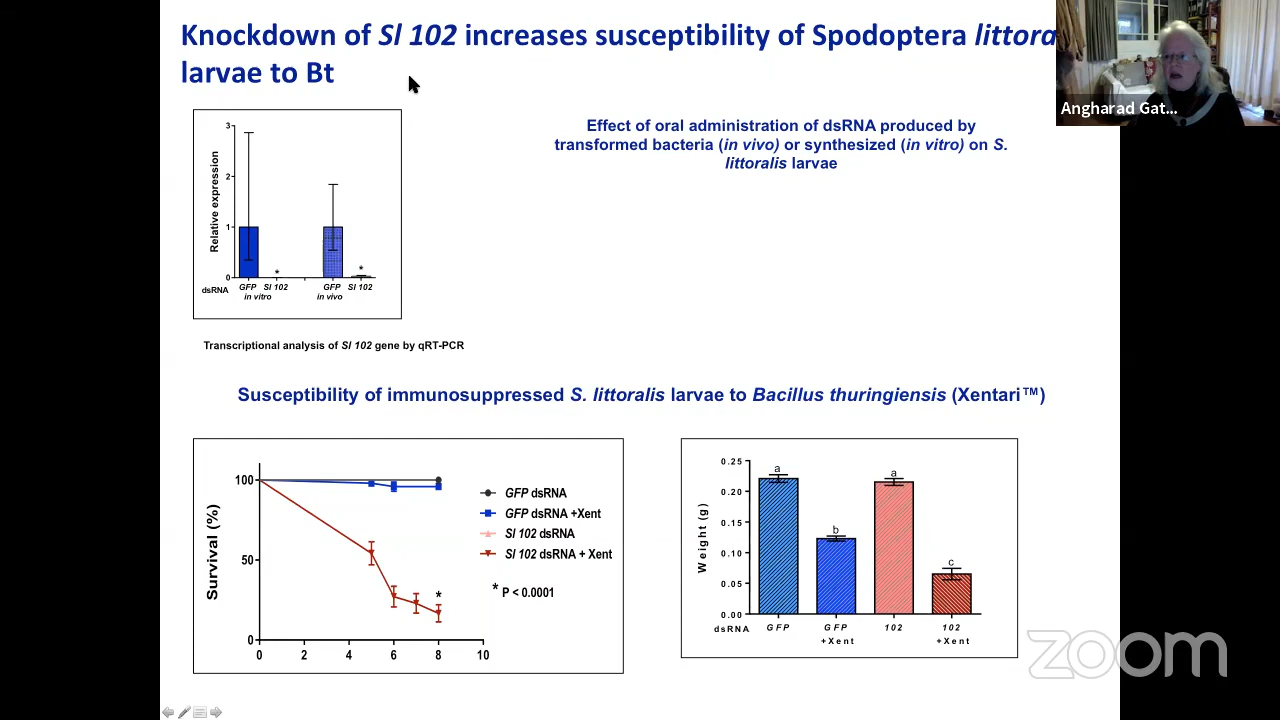 Knockdown of Sl 102 increases susceptibility of Spodoptera littora
larvae to Bt
Angharad Gat...
Effect of oral administration of dsRNA produced by
transformed bacteria (in vivo) or synthesized (in vitro) on S.
littoralis larvae
Relative expression
3
2
1
0
*
*
dsRNA
GFP Sl 102 GFP Sl 102
in vitro in vivo
Transcriptional analysis of Sl 102 gene by qRT-PCR
Susceptibility of immunosuppressed S. littoralis larvae to Bacillus thuringiensis (Xentari™)
Survival (%)
100
50
0
0 2 4 6 8 10
*
GFP dsRNA
GFP dsRNA +Xent
Sl 102 dsRNA
Sl 102 dsRNA + Xent
* P < 0.0001
Weight (g)
0.25
0.20
0.15
0.10
0.05
0.00
a
b
a
c
dsRNA GFP GFP 102 102
+Xent +Xent
zoom